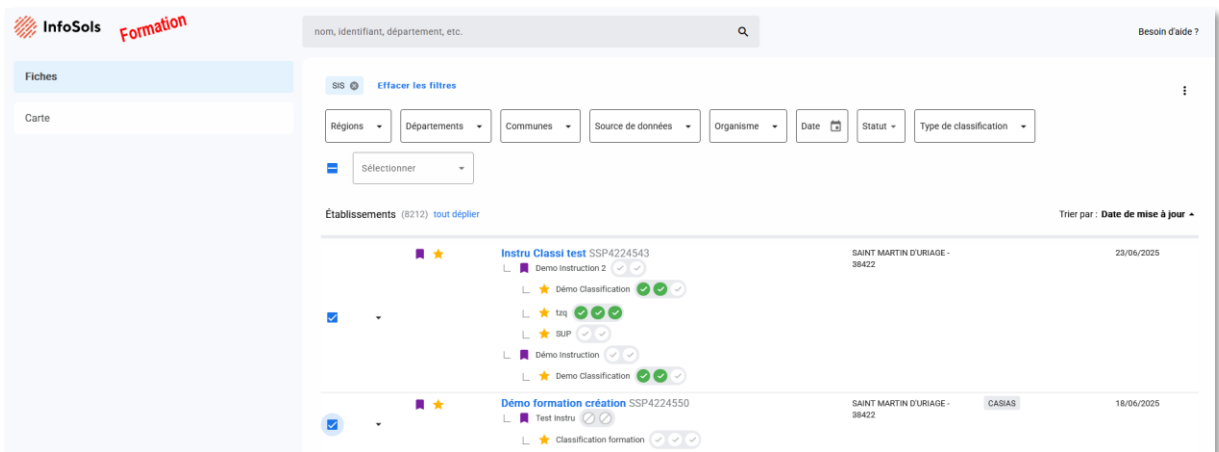 InfoSols Formation
nom, identifiant, département, etc.
Besoin d'aide ?
Fiches
Carte
SIS Effacer les filtres
Régions Départements Communes Source de données Organisme Date Statut Type de classification
Sélectionner
Établissements (8212) tout déplier
Trier par : Date de mise à jour
Instru Classi test SSP4224543
SAINT MARTIN D'URIAGE -
38422
23/06/2025
Demo Instruction 2
Démo Classification
tzq
SUP
Démo Instruction
Demo Classification
Démo formation création SSP4224550
SAINT MARTIN D'URIAGE -
38422
CASIAS
18/06/2025
Test Instru
Classification formation